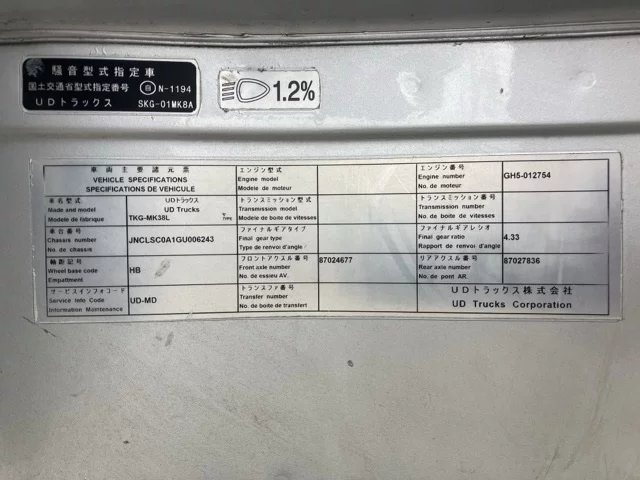 騒音型式指定車
国土交通省型式指定番号 自 N-1194
UDトラックス SKG-01MK8A
1.2%
車両主要諸元票
VEHICLE SPECIFICATIONS
SPECIFICATIONS DE VEHICULE
エンジン型式
Engine model
Modele de moteur
エンジン番号
Engine number
No. de moteur
GH5-012754
車名型式
Make and model
Modele de fabrique
UDトラックス
UD Trucks
TKG-MK38L
TYPE
トランスミッション型式
Transmission model
Modele de boite de vitesses
トランスミッション番号
Transmission number
No. de boite de vitesses
車台番号
Chassis number
No. de chassis
JNCLSC0A1GU006243
ファイナルギアタイプ
Final gear type
Type de renvoi d'angle
ファイナルギアレシオ
Final gear ratio
Rapport de renvoi d'angle
4.33
軸距記号
Wheel base code
Empattment
HB
フロントアクスル番号
Front axle number
No. de essieu AV.
87024677
リアアクスル番号
Rear axle number
No. de pont AR.
87027836
サービスインフォコード
Service Info Code
Information Maintenance
UD-MD
トランスファ番号
Transfer number
No. de boite de transfert
UDトラックス株式会社
UD Trucks Corporation